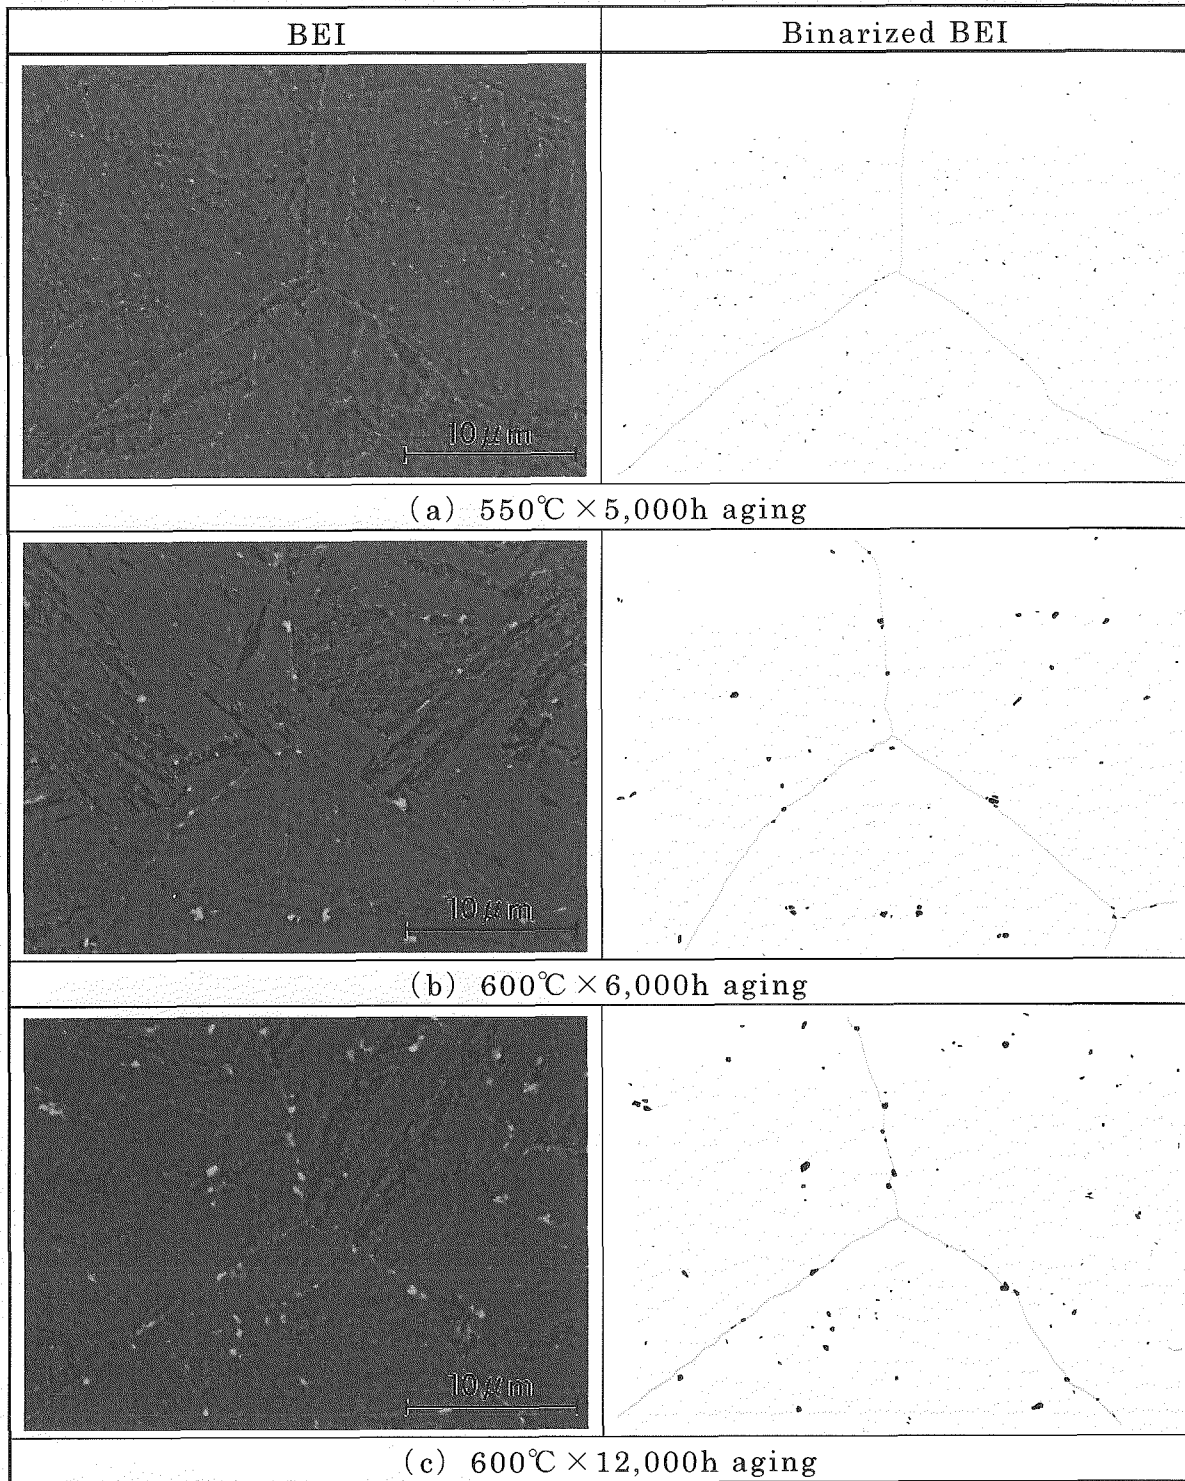 BEI
Binarized BEI
10μm
(a) 550℃×5,000h aging
10μm
(b) 600℃×6,000h aging
10μm
(c) 600℃×12,000h aging